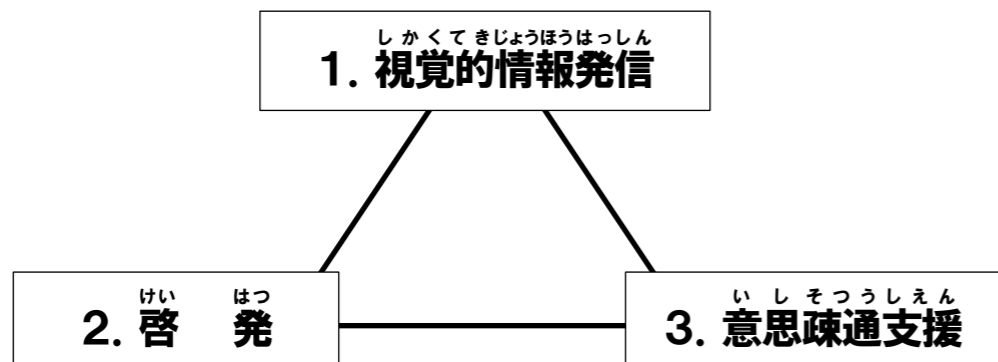 しかくてきじょうほうはっしん
1. 視覚的情報発信
けい はつ
2. 啓 発
いしそつうしえん
3. 意思疎通支援